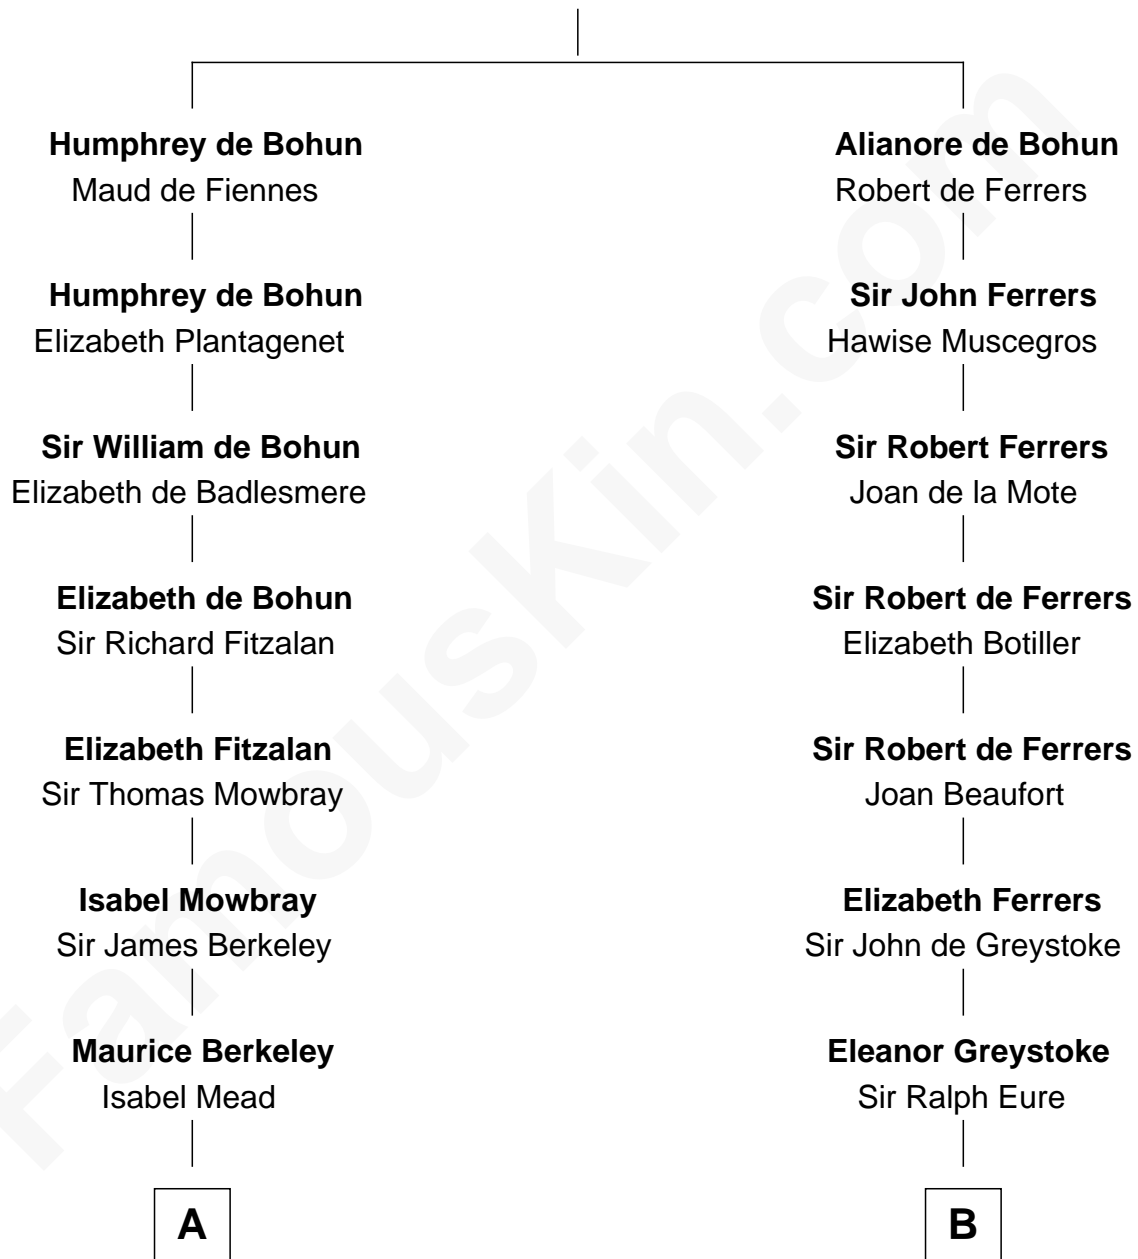 Humphrey de Bohun
Maud de Fiennes
Humphrey de Bohun
Elizabeth Plantagenet
Sir William de Bohun
Elizabeth de Badlesmere
Elizabeth de Bohun
Sir Richard Fitzalan
Elizabeth Fitzalan
Sir Thomas Mowbray
Isabel Mowbray
Sir James Berkeley
Maurice Berkeley
Isabel Mead
A
Alianore de Bohun
Robert de Ferrers
Sir John Ferrers
Hawise Muscegros
Sir Robert Ferrers
Joan de la Mote
Sir Robert de Ferrers
Elizabeth Botiller
Sir Robert de Ferrers
Joan Beaufort
Elizabeth Ferrers
Sir John de Greystoke
Eleanor Greystoke
Sir Ralph Eure
B
FamousKin.com